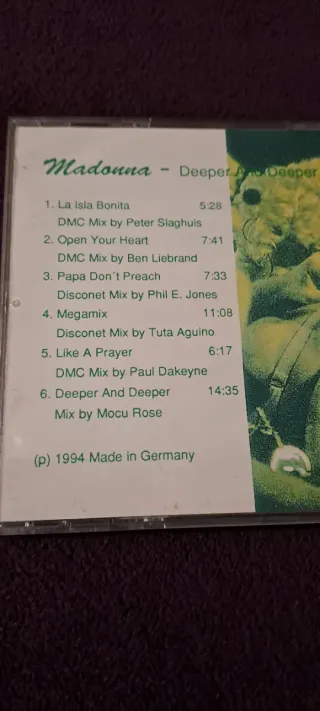 Madonna - Deeper And Deeper
1. La Isla Bonita 5:28
DMC Mix by Peter Slaghuis
2. Open Your Heart 7:41
DMC Mix by Ben Liebrand
3. Papa Don´t Preach 7:33
Disconet Mix by Phil E. Jones
4. Megamix 11:08
Disconet Mix by Tuta Aquino
5. Like A Prayer 6:17
DMC Mix by Paul Dakeyne
6. Deeper And Deeper 14:35
Mix by Mocu Rose
(p) 1994 Made in Germany